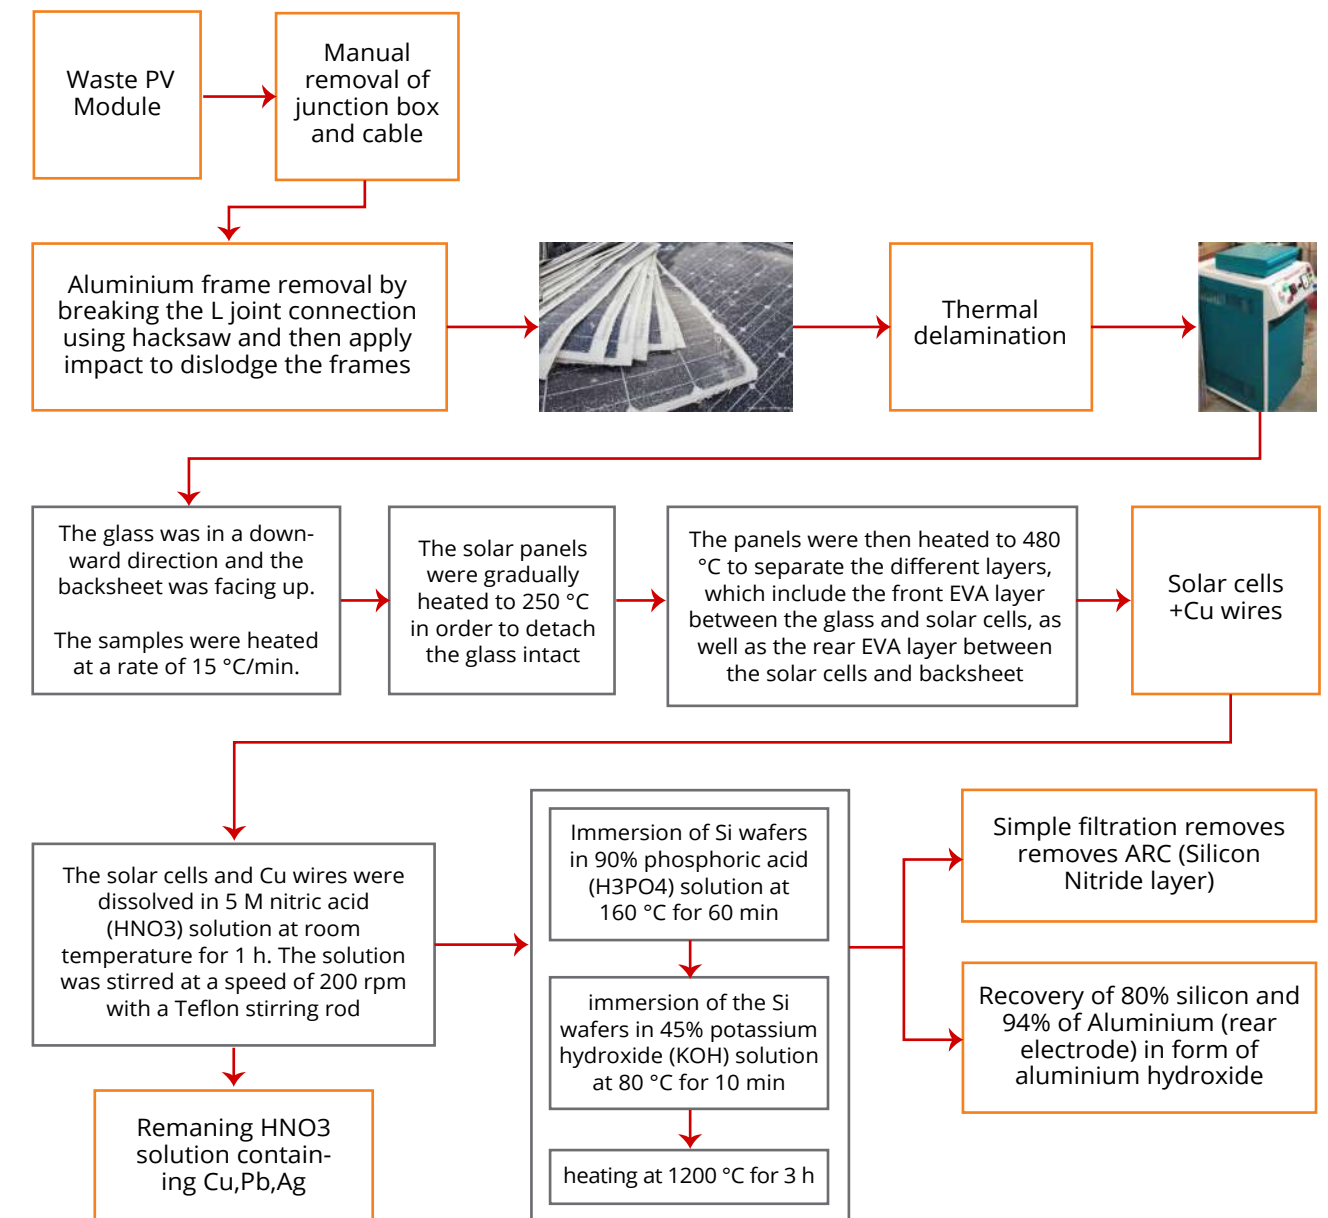 Waste PV
Module
Manual
removal of
junction box
and cable
Aluminium frame removal by
breaking the L joint connection
using hacksaw and then apply
impact to dislodge the frames
Thermal
delamination
The glass was in a down-
ward direction and the
backsheet was facing up.
The samples were heated
at a rate of 15 °C/min.
The solar panels
were gradually
heated to 250 °C
in order to detach
the glass intact
The panels were then heated to 480
°C to separate the different layers,
which include the front EVA layer
between the glass and solar cells, as
well as the rear EVA layer between
the solar cells and backsheet
Solar cells
+Cu wires
The solar cells and Cu wires were
dissolved in 5 M nitric acid
(HNO3) solution at room
temperature for 1 h. The solution
was stirred at a speed of 200 rpm
with a Teflon stirring rod
Remaning HNO3
solution contain-
ing Cu,Pb,Ag
Immersion of Si wafers
in 90% phosphoric acid
(H3PO4) solution at
160 °C for 60 min
immersion of the Si
wafers in 45% potassium
hydroxide (KOH) solution
at 80 °C for 10 min
heating at 1200 °C for 3 h
Simple filtration removes
removes ARC (Silicon
Nitride layer)
Recovery of 80% silicon and
94% of Aluminium (rear
electrode) in form of
aluminium hydroxide